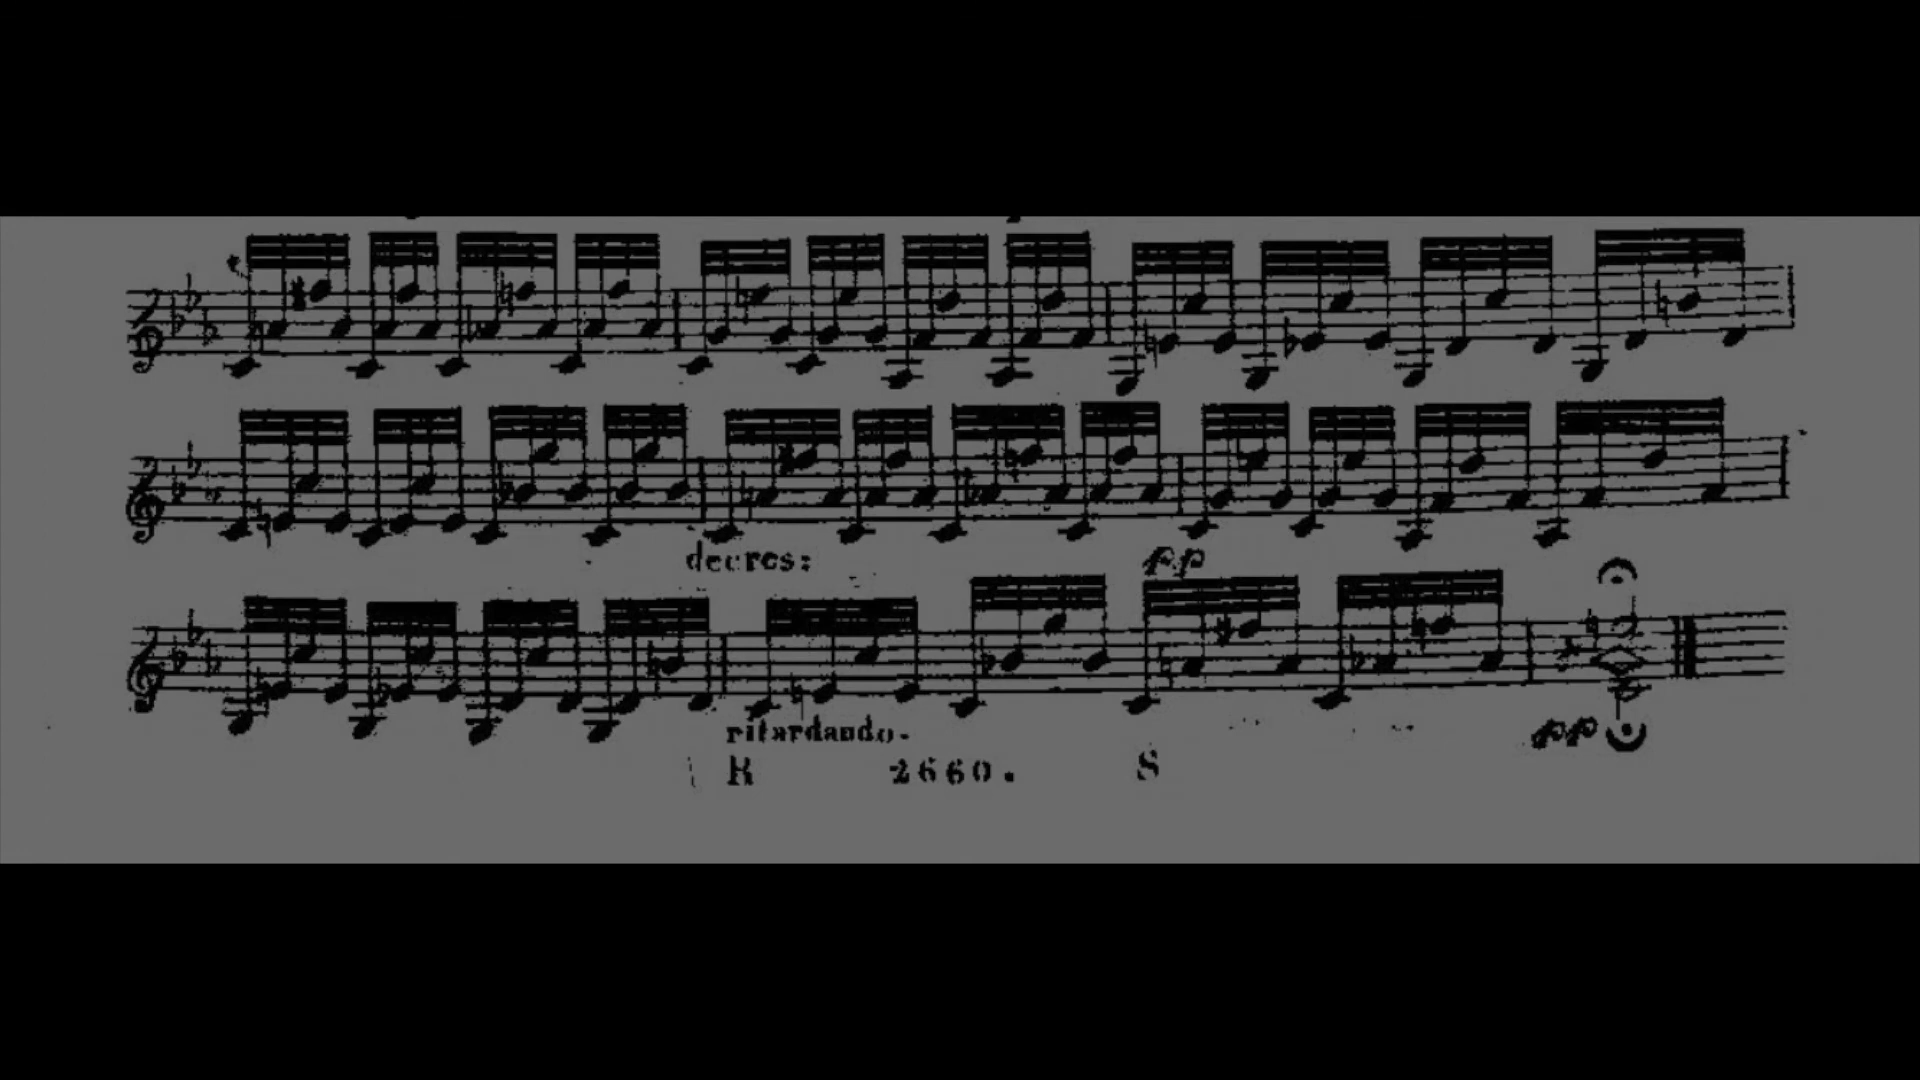 decres:
pp
ritardando.
pp
R 2660. S